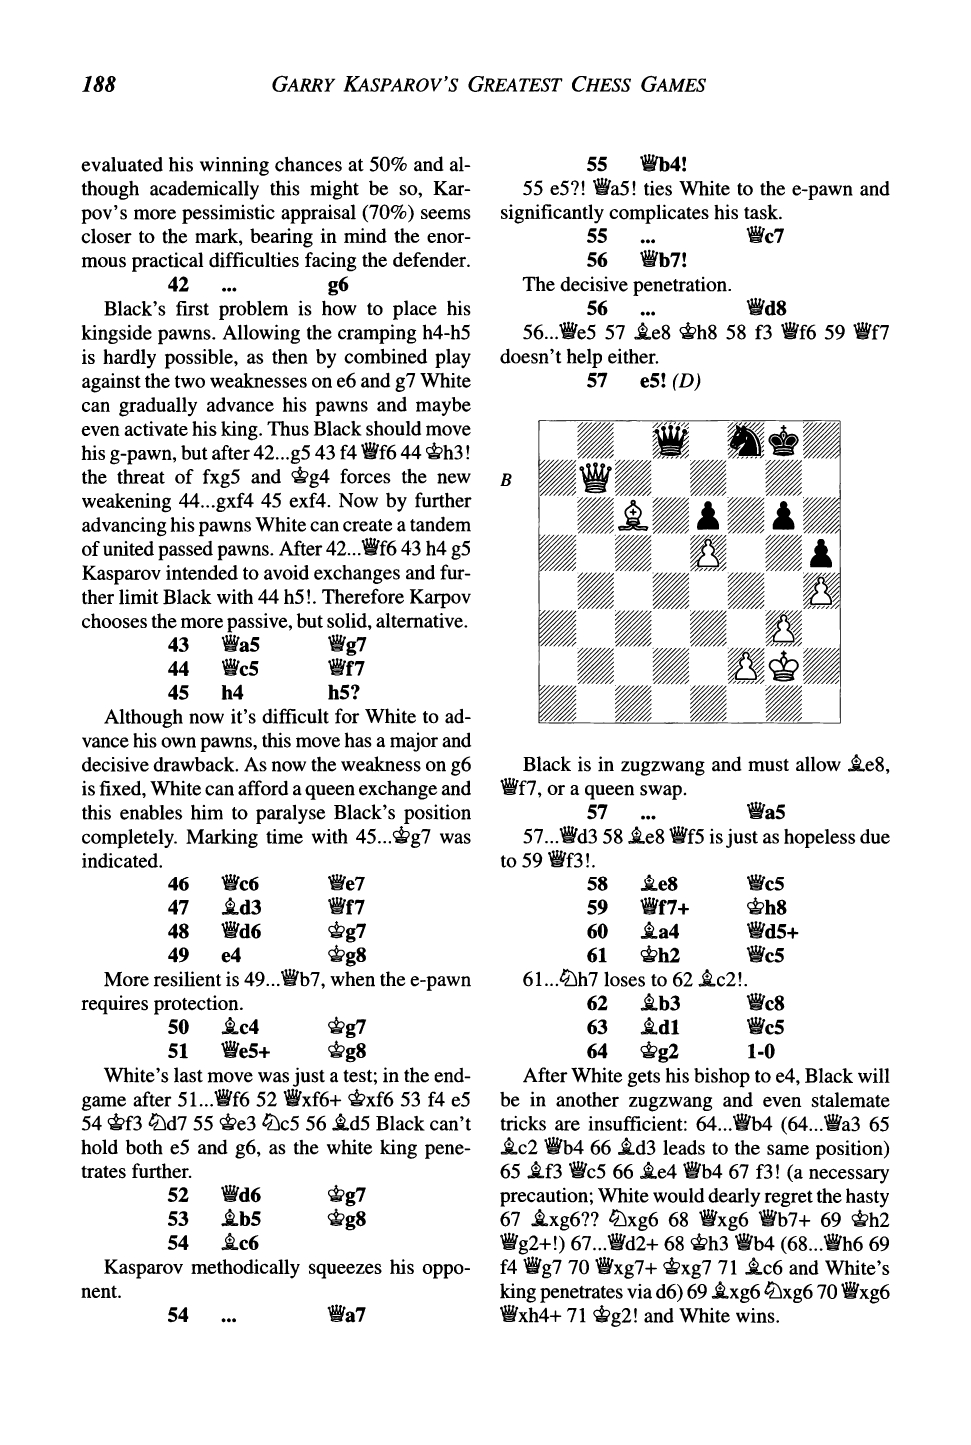 188
GARRY KASPAROV'S GREATEST CHESS GAMES
evaluated his winning chances at 50% and al-
though academically this might be so, Kar-
pov's more pessimistic appraisal (70%) seems
closer to the mark, bearing in mind the enor-
mous practical difficulties facing the defender.
42 ... g6
Black's first problem is how to place his
kingside pawns. Allowing the cramping h4-h5
is hardly possible, as then by combined play
against the two weaknesses on e6 and g7 White
can gradually advance his pawns and maybe
even activate his king. Thus Black should move
his g-pawn, but after 42...g5 43 f4 ♕f6 44 ♔h3!
the threat of fxg5 and ♔g4 forces the new
weakening 44...gxf4 45 exf4. Now by further
advancing his pawns White can create a tandem
of united passed pawns. After 42...♕f6 43 h4 g5
Kasparov intended to avoid exchanges and fur-
ther limit Black with 44 h5!. Therefore Karpov
chooses the more passive, but solid, alternative.
43 ♕a5 ♕g7
44 ♕c5 ♕f7
45 h4 h5?
Although now it's difficult for White to ad-
vance his own pawns, this move has a major and
decisive drawback. As now the weakness on g6
is fixed, White can afford a queen exchange and
this enables him to paralyse Black's position
completely. Marking time with 45...♔g7 was
indicated.
46 ♕c6 ♕e7
47 ♗d3 ♕f7
48 ♕d6 ♔g7
49 e4 ♔g8
More resilient is 49...♕b7, when the e-pawn
requires protection.
50 ♗c4 ♔g7
51 ♕e5+ ♔g8
White's last move was just a test; in the end-
game after 51...♕f6 52 ♕xf6+ ♔xf6 53 f4 e5
54 ♔f3 ♘d7 55 ♔e3 ♘c5 56 ♗d5 Black can't
hold both e5 and g6, as the white king pene-
trates further.
52 ♕d6 ♔g7
53 ♗b5 ♔g8
54 ♗c6
Kasparov methodically squeezes his oppo-
nent.
54 ... ♕a7
55 ♕b4!
55 e5?! ♕a5! ties White to the e-pawn and
significantly complicates his task.
55 ... ♕c7
56 ♕b7!
The decisive penetration.
56 ... ♕d8
56...♕e5 57 ♗e8 ♔h8 58 f3 ♕f6 59 ♕f7
doesn't help either.
57 e5! (D)
B
Black is in zugzwang and must allow ♗e8,
♕f7, or a queen swap.
57 ... ♕a5
57...♕d3 58 ♗e8 ♕f5 is just as hopeless due
to 59 ♕f3!.
58 ♗e8 ♕c5
59 ♕f7+ ♔h8
60 ♗a4 ♕d5+
61 ♔h2 ♕c5
61...♘h7 loses to 62 ♗c2!.
62 ♗b3 ♕c8
63 ♗d1 ♕c5
64 ♔g2 1-0
After White gets his bishop to e4, Black will
be in another zugzwang and even stalemate
tricks are insufficient: 64...♕b4 (64...♕a3 65
♗c2 ♕b4 66 ♗d3 leads to the same position)
65 ♗f3 ♕c5 66 ♗e4 ♕b4 67 f3! (a necessary
precaution; White would dearly regret the hasty
67 ♗xg6?? ♘xg6 68 ♕xg6 ♕b7+ 69 ♔h2
♕g2+!) 67...♕d2+ 68 ♔h3 ♕b4 (68...♕h6 69
f4 ♕g7 70 ♕xg7+ ♔xg7 71 ♗c6 and White's
king penetrates via d6) 69 ♗xg6 ♘xg6 70 ♕xg6
♕xh4+ 71 ♔g2! and White wins.